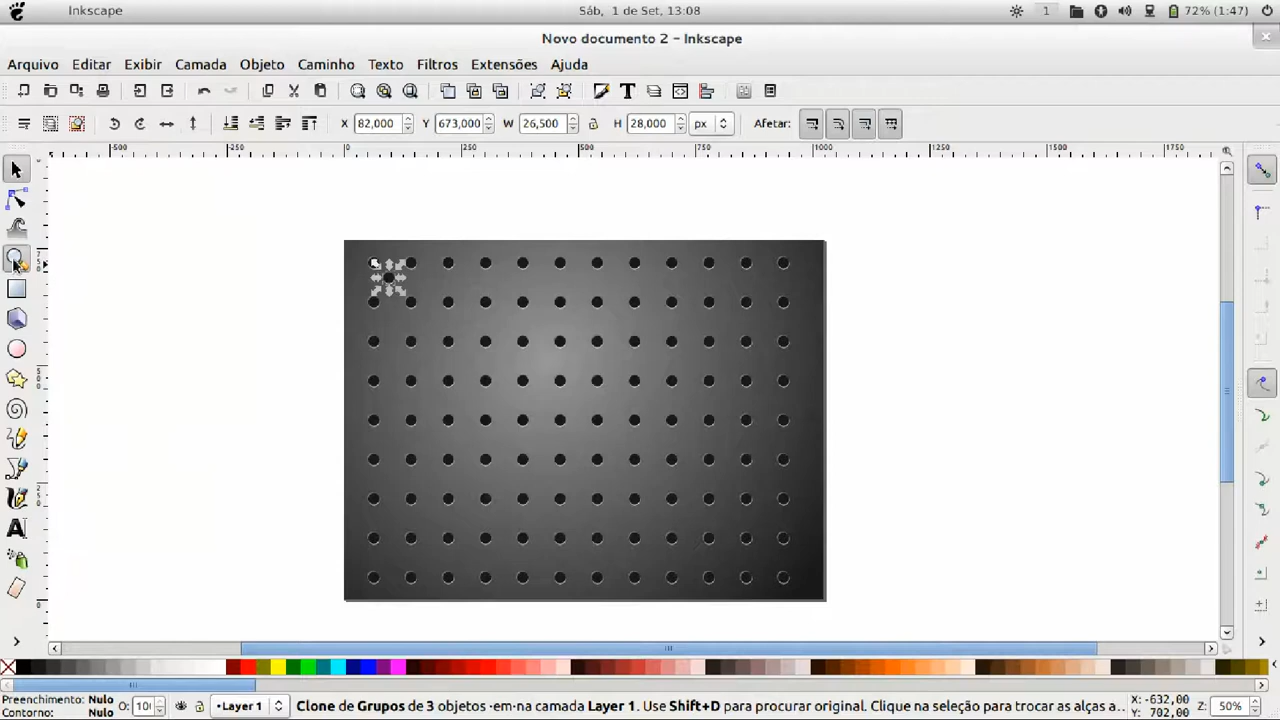 Inkscape
Sáb, 1 de Set, 13:08
1
72% (1:47)
Novo documento 2 – Inkscape
Arquivo Editar Exibir Camada Objeto Caminho Texto Filtros Extensões Ajuda
X 82,000 Y 673,000 W 26,500 H 28,000 px Afetar:
-500 -250 0 250 500 750 1000 1250 1500 1750
Preenchimento: Nulo
Contorno: Nulo
O: 10
•Layer 1
Clone de Grupos de 3 objetos ·em·na camada Layer 1. Use Shift+D para procurar original. Clique na seleção para trocar as alças a...
X: -632,00
Y: 702,00
Z: 50%